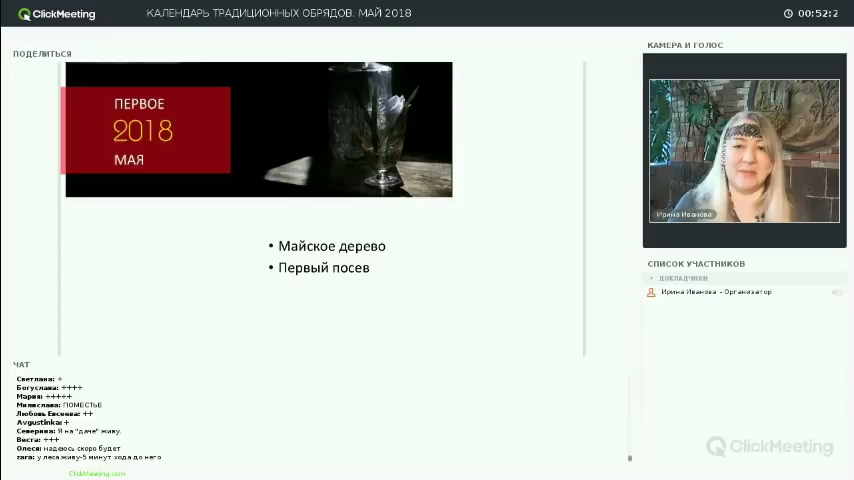 ClickMeeting
КАЛЕНДАРЬ ТРАДИЦИОННЫХ ОБРЯДОВ. МАЙ 2018
00:52:2
ПОДЕЛИТЬСЯ
ПЕРВОЕ
2018
МАЯ
• Майское дерево
• Первый посев
КАМЕРА И ГОЛОС
Ирина Иванова
СПИСОК УЧАСТНИКОВ
ДОКЛАДЧИКИ
Ирина Иванова - Организатор
ЧАТ
Светлана: +
Богуслава: ++++
Мария: +++++
Милислава: ПОМЕСТЬЕ
Любовь Евсеева: ++
Avgustinka: +
Северина: Я на "даче" живу.
Веста: +++
Олеся: надеюсь скоро будет
zara: у леса живу-5 минут хода до него
ClickMeeting.com
ClickMeeting